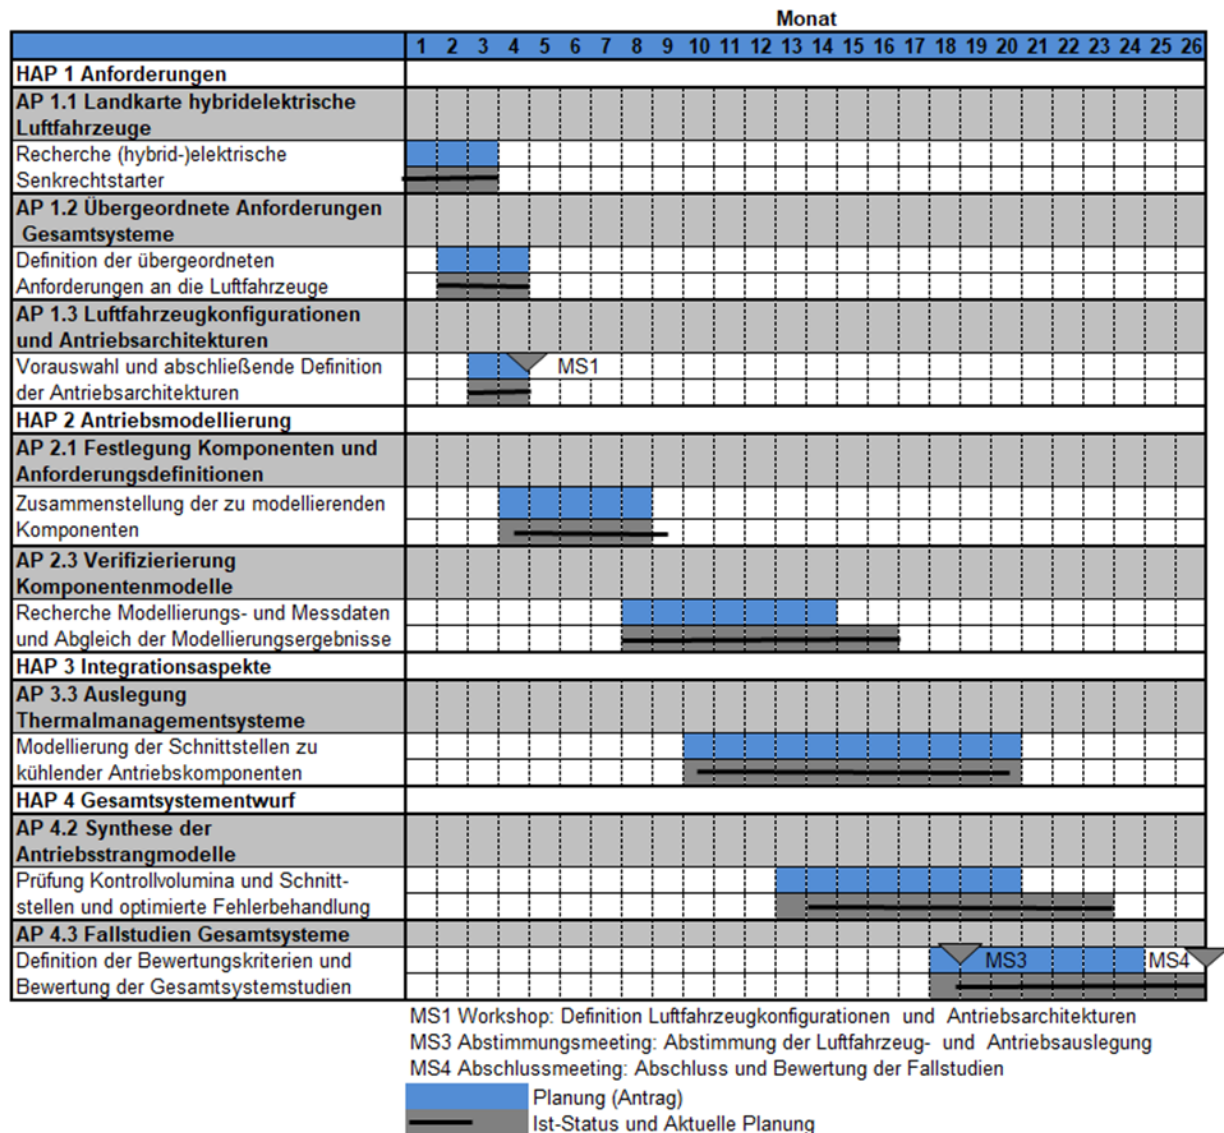 Monat
1 2 3 4 5 6 7 8 9 10 11 12 13 14 15 16 17 18 19 20 21 22 23 24 25 26
HAP 1 Anforderungen
AP 1.1 Landkarte hybridelektrische
Luftfahrzeuge
Recherche (hybrid-)elektrische
Senkrechtstarter
AP 1.2 Übergeordnete Anforderungen
Gesamtsysteme
Definition der übergeordneten
Anforderungen an die Luftfahrzeuge
AP 1.3 Luftfahrzeugkonfigurationen
und Antriebsarchitekturen
Vorauswahl und abschließende Definition MS1
der Antriebsarchitekturen
HAP 2 Antriebsmodellierung
AP 2.1 Festlegung Komponenten und
Anforderungsdefinitionen
Zusammenstellung der zu modellierenden
Komponenten
AP 2.3 Verifizierierung
Komponentenmodelle
Recherche Modellierungs- und Messdaten
und Abgleich der Modellierungsergebnisse
HAP 3 Integrationsaspekte
AP 3.3 Auslegung
Thermalmanagementsysteme
Modellierung der Schnittstellen zu
kühlender Antriebskomponenten
HAP 4 Gesamtsystementwurf
AP 4.2 Synthese der
Antriebsstrangmodelle
Prüfung Kontrollvolumina und Schnitt-
stellen und optimierte Fehlerbehandlung
AP 4.3 Fallstudien Gesamtsysteme
Definition der Bewertungskriterien und MS3 MS4
Bewertung der Gesamtsystemstudien
MS1 Workshop: Definition Luftfahrzeugkonfigurationen und Antriebsarchitekturen
MS3 Abstimmungsmeeting: Abstimmung der Luftfahrzeug- und Antriebsauslegung
MS4 Abschlussmeeting: Abschluss und Bewertung der Fallstudien
Planung (Antrag)
Ist-Status und Aktuelle Planung